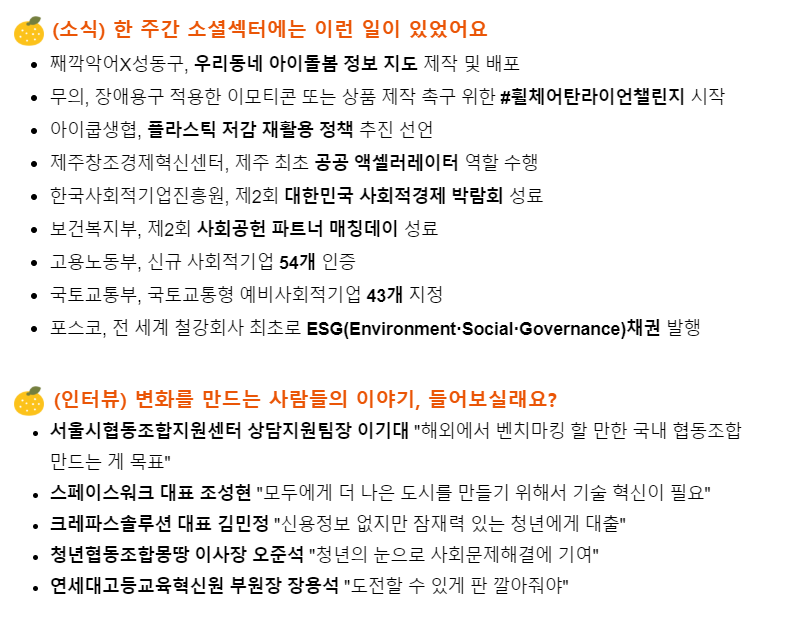 (소식) 한 주간 소셜섹터에는 이런 일이 있었어요
째깍악어X성동구, 우리동네 아이돌봄 정보 지도 제작 및 배포
무의, 장애용구 적용한 이모티콘 또는 상품 제작 촉구 위한 #휠체어탄라이언챌린지 시작
아이쿱생협, 플라스틱 저감 재활용 정책 추진 선언
제주창조경제혁신센터, 제주 최초 공공 액셀러레이터 역할 수행
한국사회적기업진흥원, 제2회 대한민국 사회적경제 박람회 성료
보건복지부, 제2회 사회공헌 파트너 매칭데이 성료
고용노동부, 신규 사회적기업 54개 인증
국토교통부, 국토교통형 예비사회적기업 43개 지정
포스코, 전 세계 철강회사 최초로 ESG(Environment·Social·Governance)채권 발행
(인터뷰) 변화를 만드는 사람들의 이야기, 들어보실래요?
서울시협동조합지원센터 상담지원팀장 이기대 "해외에서 벤치마킹 할 만한 국내 협동조합
만드는 게 목표"
스페이스워크 대표 조성현 "모두에게 더 나은 도시를 만들기 위해서 기술 혁신이 필요"
크레파스솔루션 대표 김민정 "신용정보 없지만 잠재력 있는 청년에게 대출"
청년협동조합몽땅 이사장 오준석 "청년의 눈으로 사회문제해결에 기여"
연세대고등교육혁신원 부원장 장용석 "도전할 수 있게 판 깔아줘야"